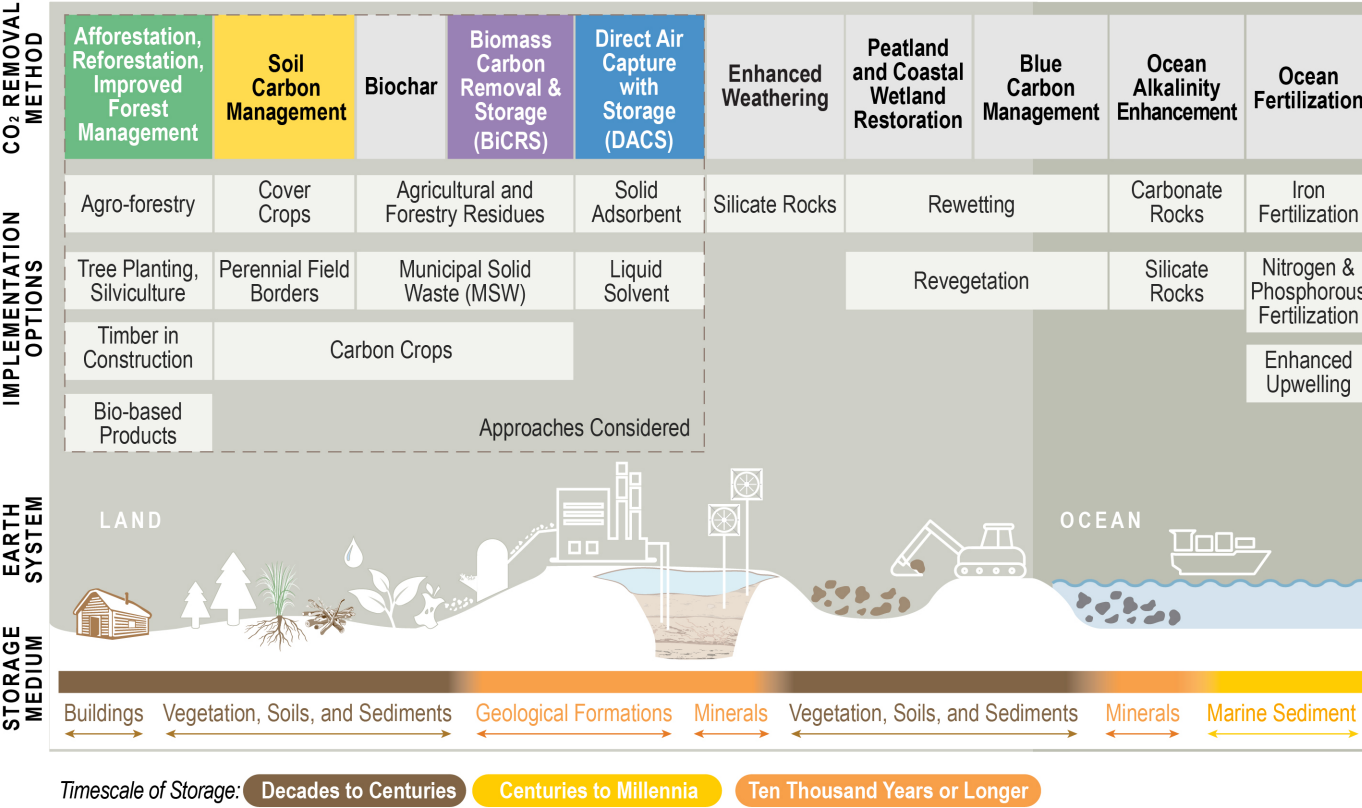 CO₂ REMOVAL
METHOD
Afforestation,
Reforestation,
Improved
Forest
Management
Soil
Carbon
Management
Biochar
Biomass
Carbon
Removal &
Storage
(BiCRS)
Direct Air
Capture
with
Storage
(DACS)
Enhanced
Weathering
Peatland
and Coastal
Wetland
Restoration
Blue
Carbon
Management
Ocean
Alkalinity
Enhancement
Ocean
Fertilization
IMPLEMENTATION
OPTIONS
Agro-forestry
Cover
Crops
Agricultural and
Forestry Residues
Solid
Adsorbent
Silicate Rocks
Rewetting
Carbonate
Rocks
Iron
Fertilization
Tree Planting,
Silviculture
Perennial Field
Borders
Municipal Solid
Waste (MSW)
Liquid
Solvent
Revegetation
Silicate
Rocks
Nitrogen &
Phosphorous
Fertilization
Timber in
Construction
Carbon Crops
Enhanced
Upwelling
Bio-based
Products
Approaches Considered
EARTH
SYSTEM
LAND
OCEAN
STORAGE
MEDIUM
Buildings
Vegetation, Soils, and Sediments
Geological Formations
Minerals
Vegetation, Soils, and Sediments
Minerals
Marine Sediment
Timescale of Storage:
Decades to Centuries
Centuries to Millennia
Ten Thousand Years or Longer